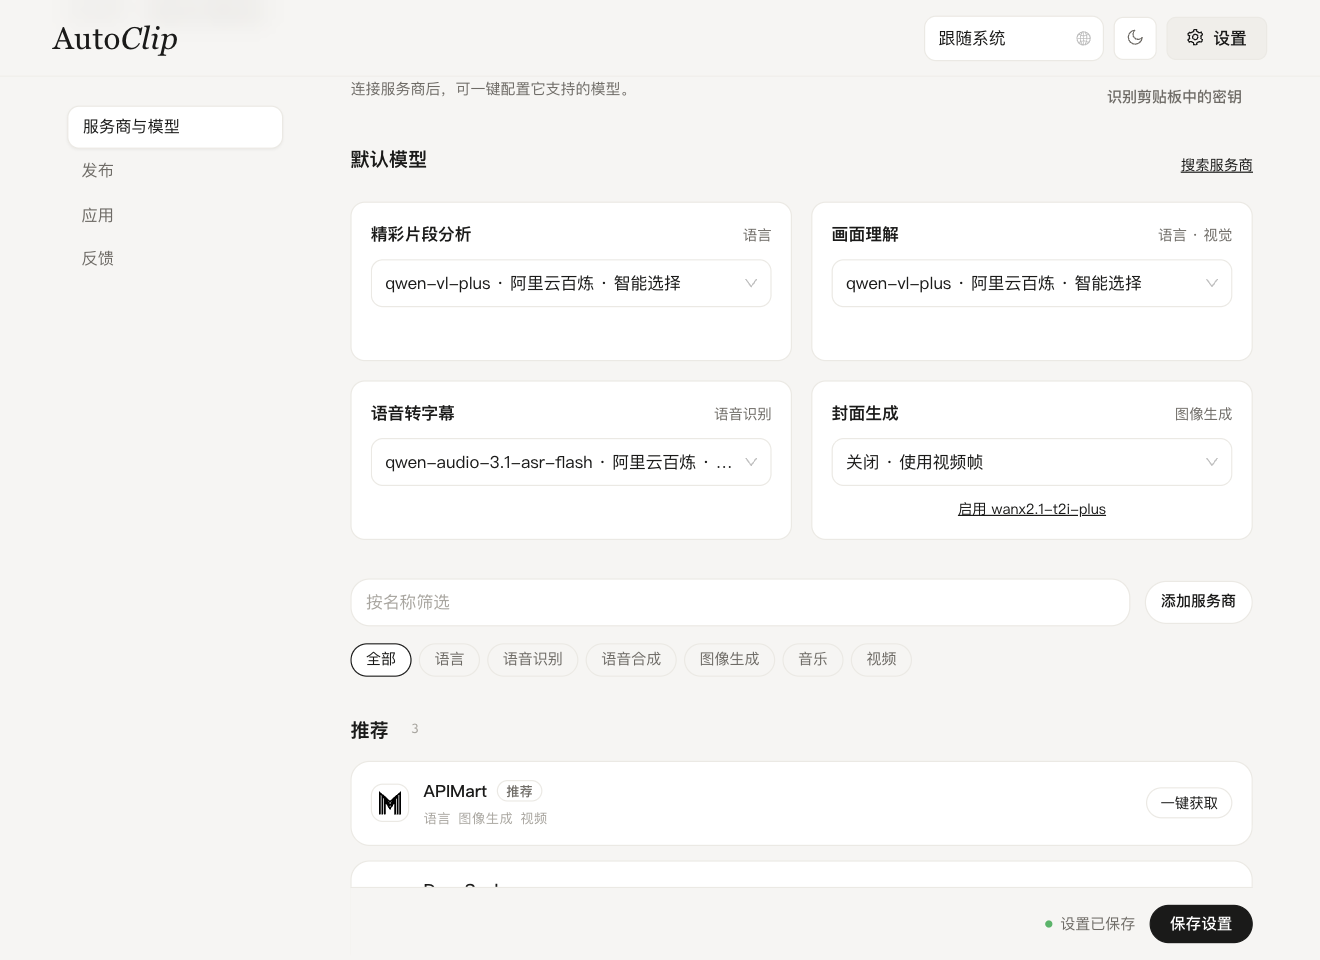 AutoClip
跟随系统
设置
服务商与模型
发布
应用
反馈
连接服务商后，可一键配置它支持的模型。
识别剪贴板中的密钥
默认模型
搜索服务商
精彩片段分析
语言
qwen-vl-plus · 阿里云百炼 · 智能选择
画面理解
语言 · 视觉
qwen-vl-plus · 阿里云百炼 · 智能选择
语音转字幕
语音识别
qwen-audio-3.1-asr-flash · 阿里云百炼 · ...
封面生成
图像生成
关闭 · 使用视频帧
启用 wanx2.1-t2i-plus
按名称筛选
添加服务商
全部
语言
语音识别
语音合成
图像生成
音乐
视频
推荐 3
APIMart
推荐
语言 图像生成 视频
一键获取
设置已保存
保存设置